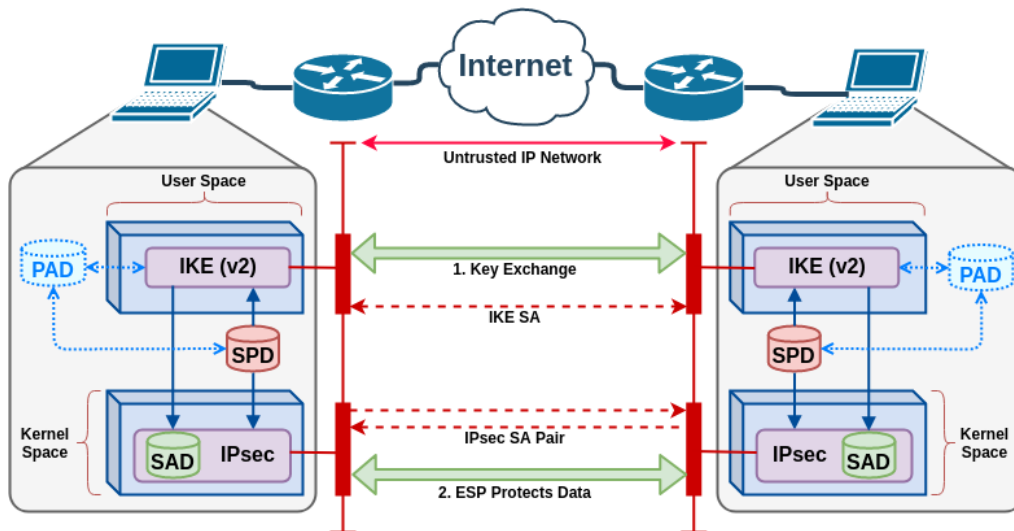 Internet
Untrusted IP Network
User Space
User Space
PAD
IKE (v2)
1. Key Exchange
IKE (v2)
PAD
IKE SA
SPD
SPD
Kernel
Space
SAD
IPsec
IPsec SA Pair
IPsec
SAD
Kernel
Space
2. ESP Protects Data